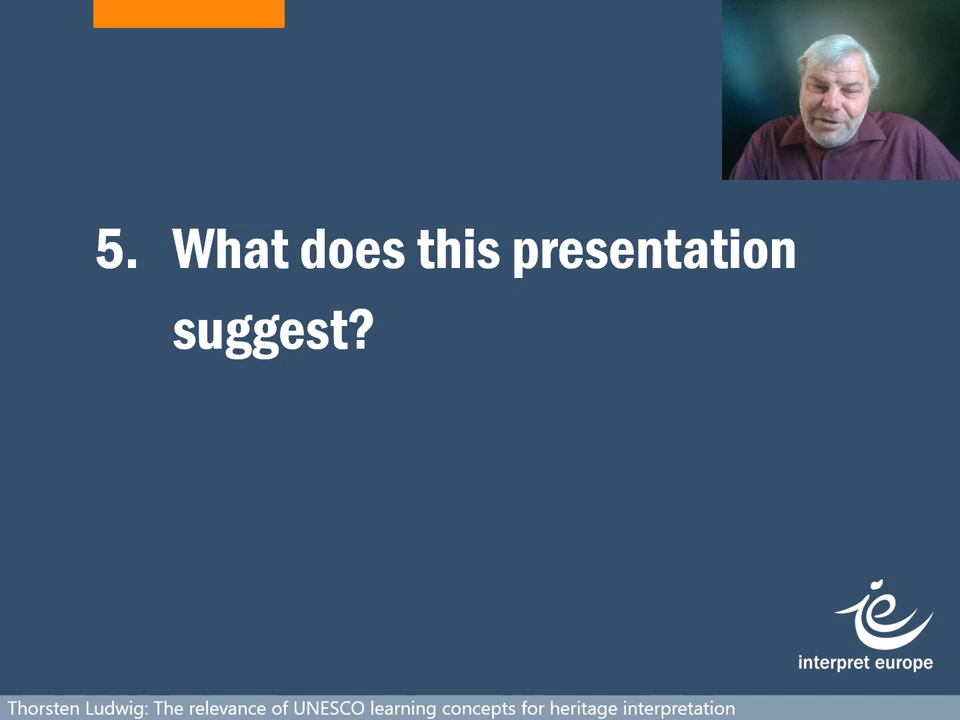 5. What does this presentation
suggest?
interpret europe
Thorsten Ludwig: The relevance of UNESCO learning concepts for heritage interpretation